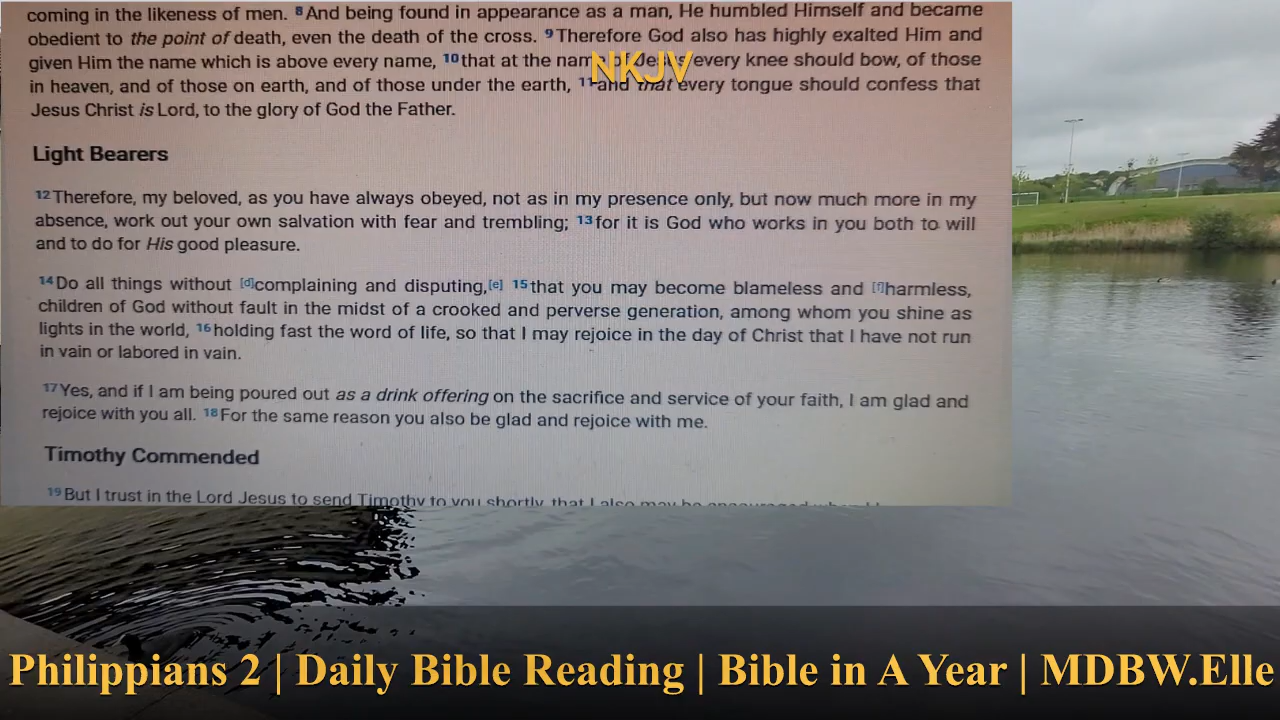 coming in the likeness of men. 8 And being found in appearance as a man, He humbled Himself and became
obedient to the point of death, even the death of the cross. 9 Therefore God also has highly exalted Him and
given Him the name which is above every name, 10 that at the name of Jesus every knee should bow, of those
NKJV
in heaven, and of those on earth, and of those under the earth, 11 and that every tongue should confess that
Jesus Christ is Lord, to the glory of God the Father.
Light Bearers
12 Therefore, my beloved, as you have always obeyed, not as in my presence only, but now much more in my
absence, work out your own salvation with fear and trembling; 13 for it is God who works in you both to will
and to do for His good pleasure.
14 Do all things without [d]complaining and disputing,[e] 15 that you may become blameless and [f]harmless,
children of God without fault in the midst of a crooked and perverse generation, among whom you shine as
lights in the world, 16 holding fast the word of life, so that I may rejoice in the day of Christ that I have not run
in vain or labored in vain.
17 Yes, and if I am being poured out as a drink offering on the sacrifice and service of your faith, I am glad and
rejoice with you all. 18 For the same reason you also be glad and rejoice with me.
Timothy Commended
19 But I trust in the Lord Jesus to send Timothy to you shortly, that I also may be encouraged when I
Philippians 2 | Daily Bible Reading | Bible in A Year | MDBW.Elle